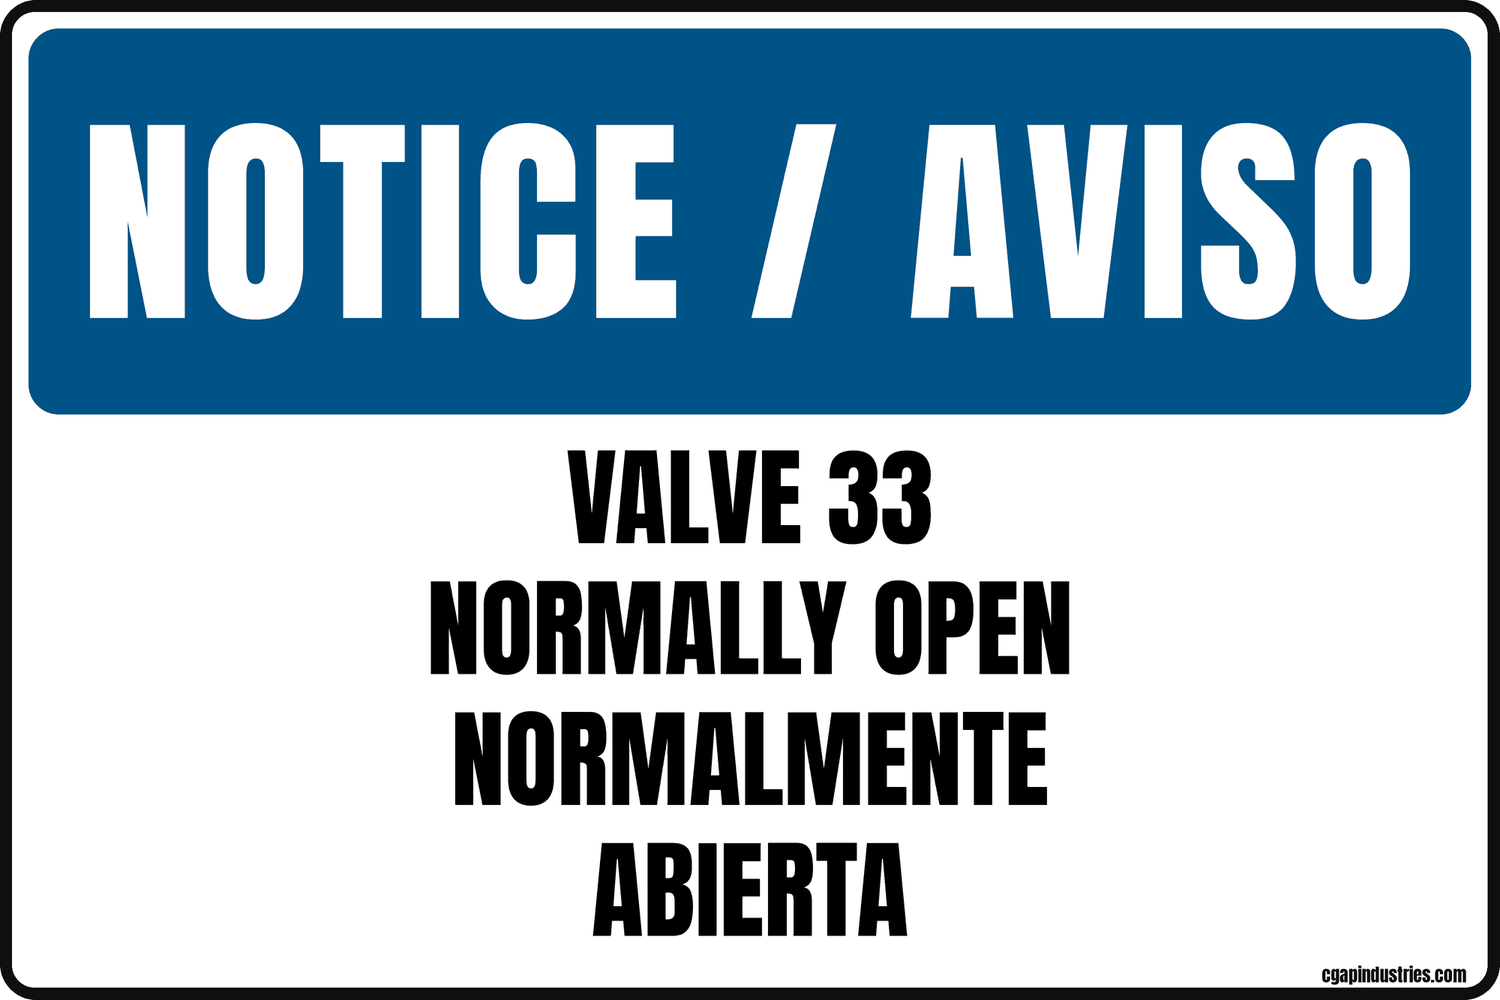 NOTICE / AVISO
VALVE 33
NORMALLY OPEN
NORMALMENTE
ABIERTA
cgapindustries.com